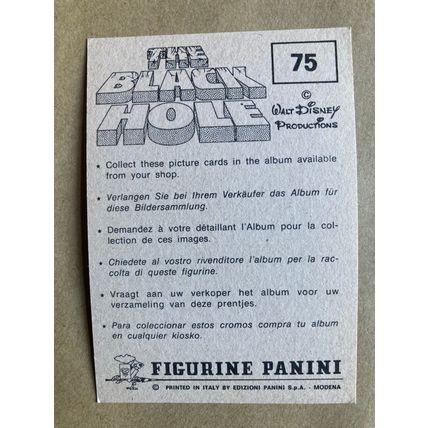 THE
BLACK
HOLE
75
©
WALT DISNEY
PRODUCTIONS
★ Collect these picture cards in the album available
from your shop.
★ Verlangen Sie bei Ihrem Verkäufer das Album für
diese Bildersammlung.
★ Demandez à votre détaillant l'Album pour la col-
lection de ces images.
★ Chiedete al vostro rivenditore l'album per la rac-
colta di queste figurine.
★ Vraagt aan uw verkoper het album voor uw
verzameling van deze prentjes.
★ Para coleccionar estos cromos compra tu album
en cualquier kiosko.
FIGURINE PANINI
© PRINTED IN ITALY BY EDIZIONI PANINI S.p.A. - MODENA